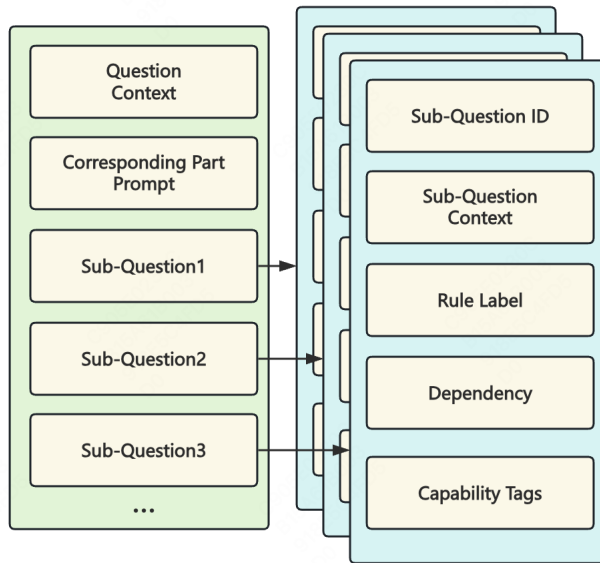 Question
Context
Corresponding Part
Prompt
Sub-Question1
Sub-Question2
Sub-Question3
...
Sub-Question ID
Sub-Question
Context
Rule Label
Dependency
Capability Tags